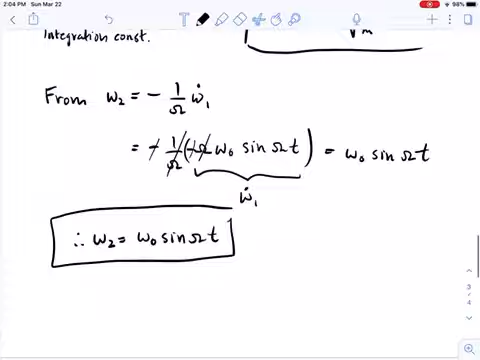 2:04 PM Sun Mar 22
98%
Integration const.
√m
From ω₂ = - 1/Ω ω̇₁
= - 1/Ω (-Ω ω₀ sin Ωt) = ω₀ sin Ωt
ω̇₁
∴ ω₂ = ω₀ sin Ωt
3
/
4